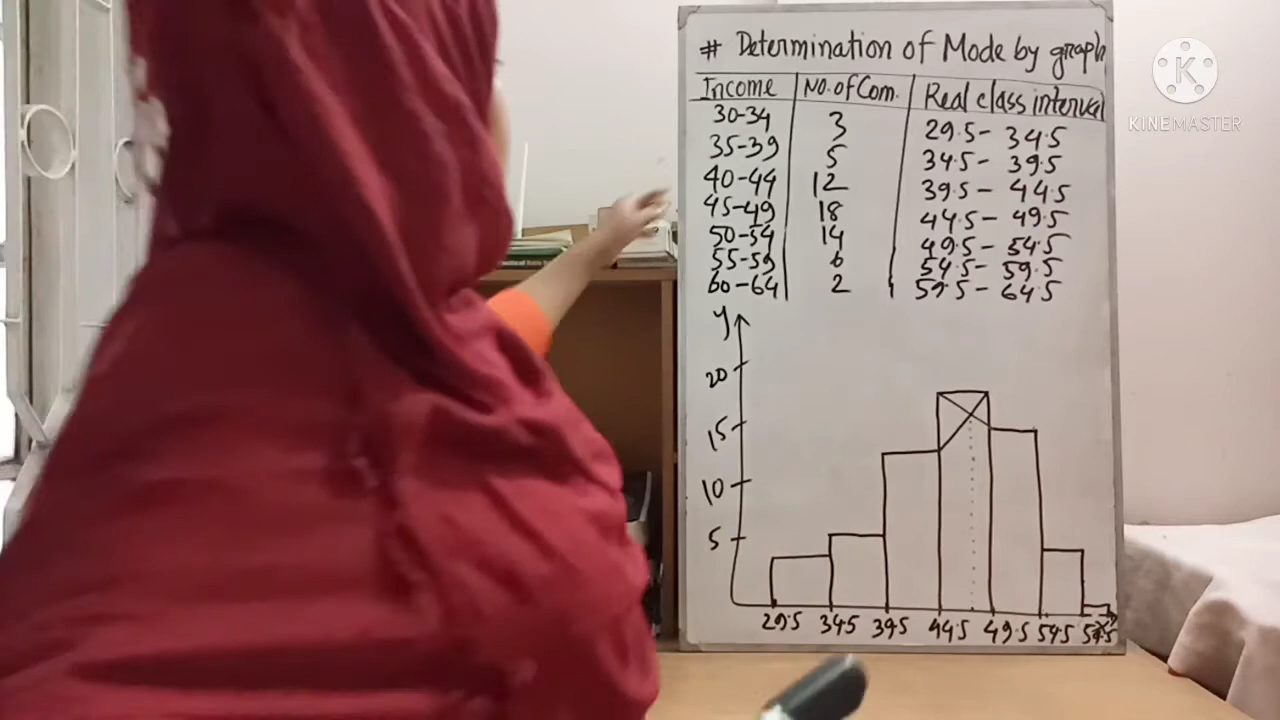 # Determination of Mode by graph
Income No. of Com. Real class interval
30-34 3 29.5 - 34.5
35-39 5 34.5 - 39.5
40-44 12 39.5 - 44.5
45-49 18 44.5 - 49.5
50-54 14 49.5 - 54.5
55-59 6 54.5 - 59.5
60-64 2 59.5 - 64.5
y
20
15
10
5
29.5 34.5 39.5 44.5 49.5 54.5 59.5
K
KINEMASTER